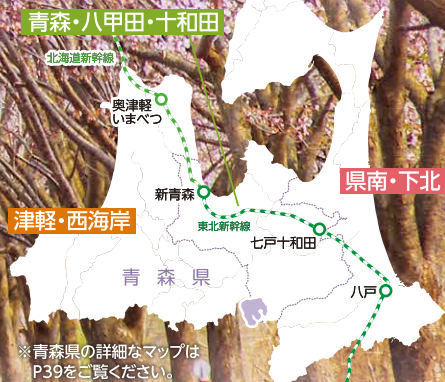 青森・八甲田・十和田
北海道新幹線
奥津軽
いまべつ
新青森
県南・下北
津軽・西海岸
東北新幹線
七戸十和田
青森県
八戸
※青森県の詳細なマップは
P39をご覧ください。